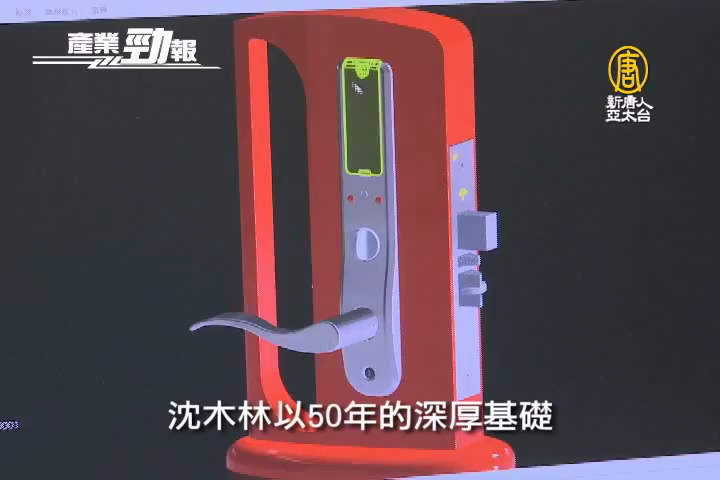 產業勁報
唐
新唐人
亞太台
沈木林以50年的深厚基礎